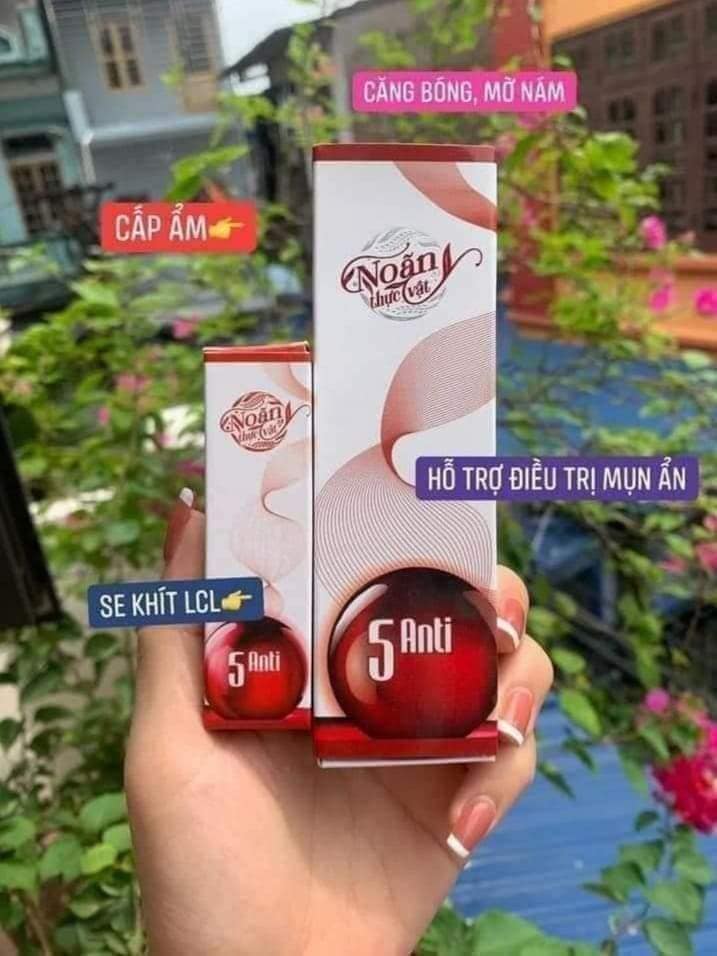 CĂNG BÓNG, MỜ NÁM
CẤP ẨM
Noãn
thực vật
Noãn
thực vật
HỖ TRỢ ĐIỀU TRỊ MỤN ẨN
SE KHÍT LCL
5 Anti
5 Anti